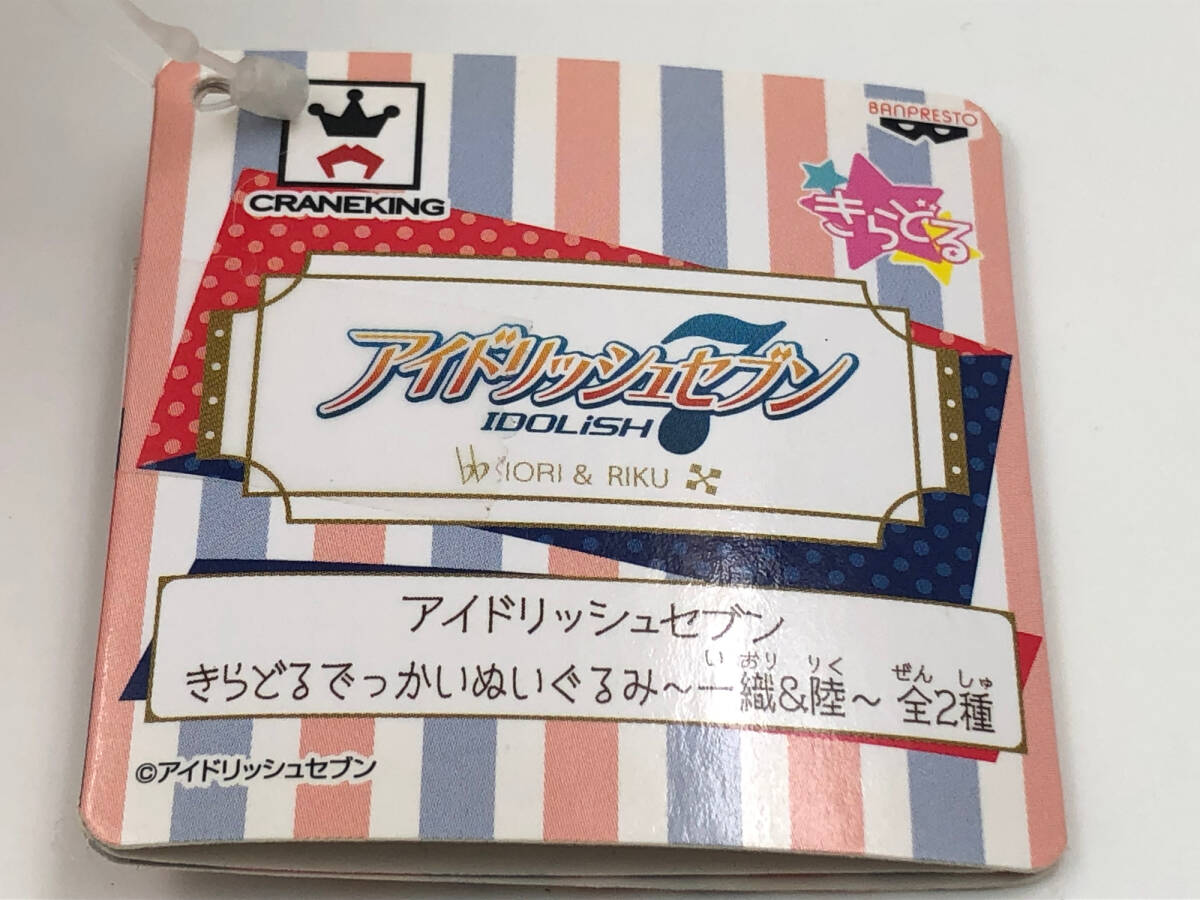 CRANEKING
BANPRESTO
きらどる
アイドリッシュセブン
7
IDOLiSH
IORI & RIKU
アイドリッシュセブン
いおり りく ぜんしゅ
きらどるでっかいぬいぐるみ～一織&陸～ 全2種
©アイドリッシュセブン